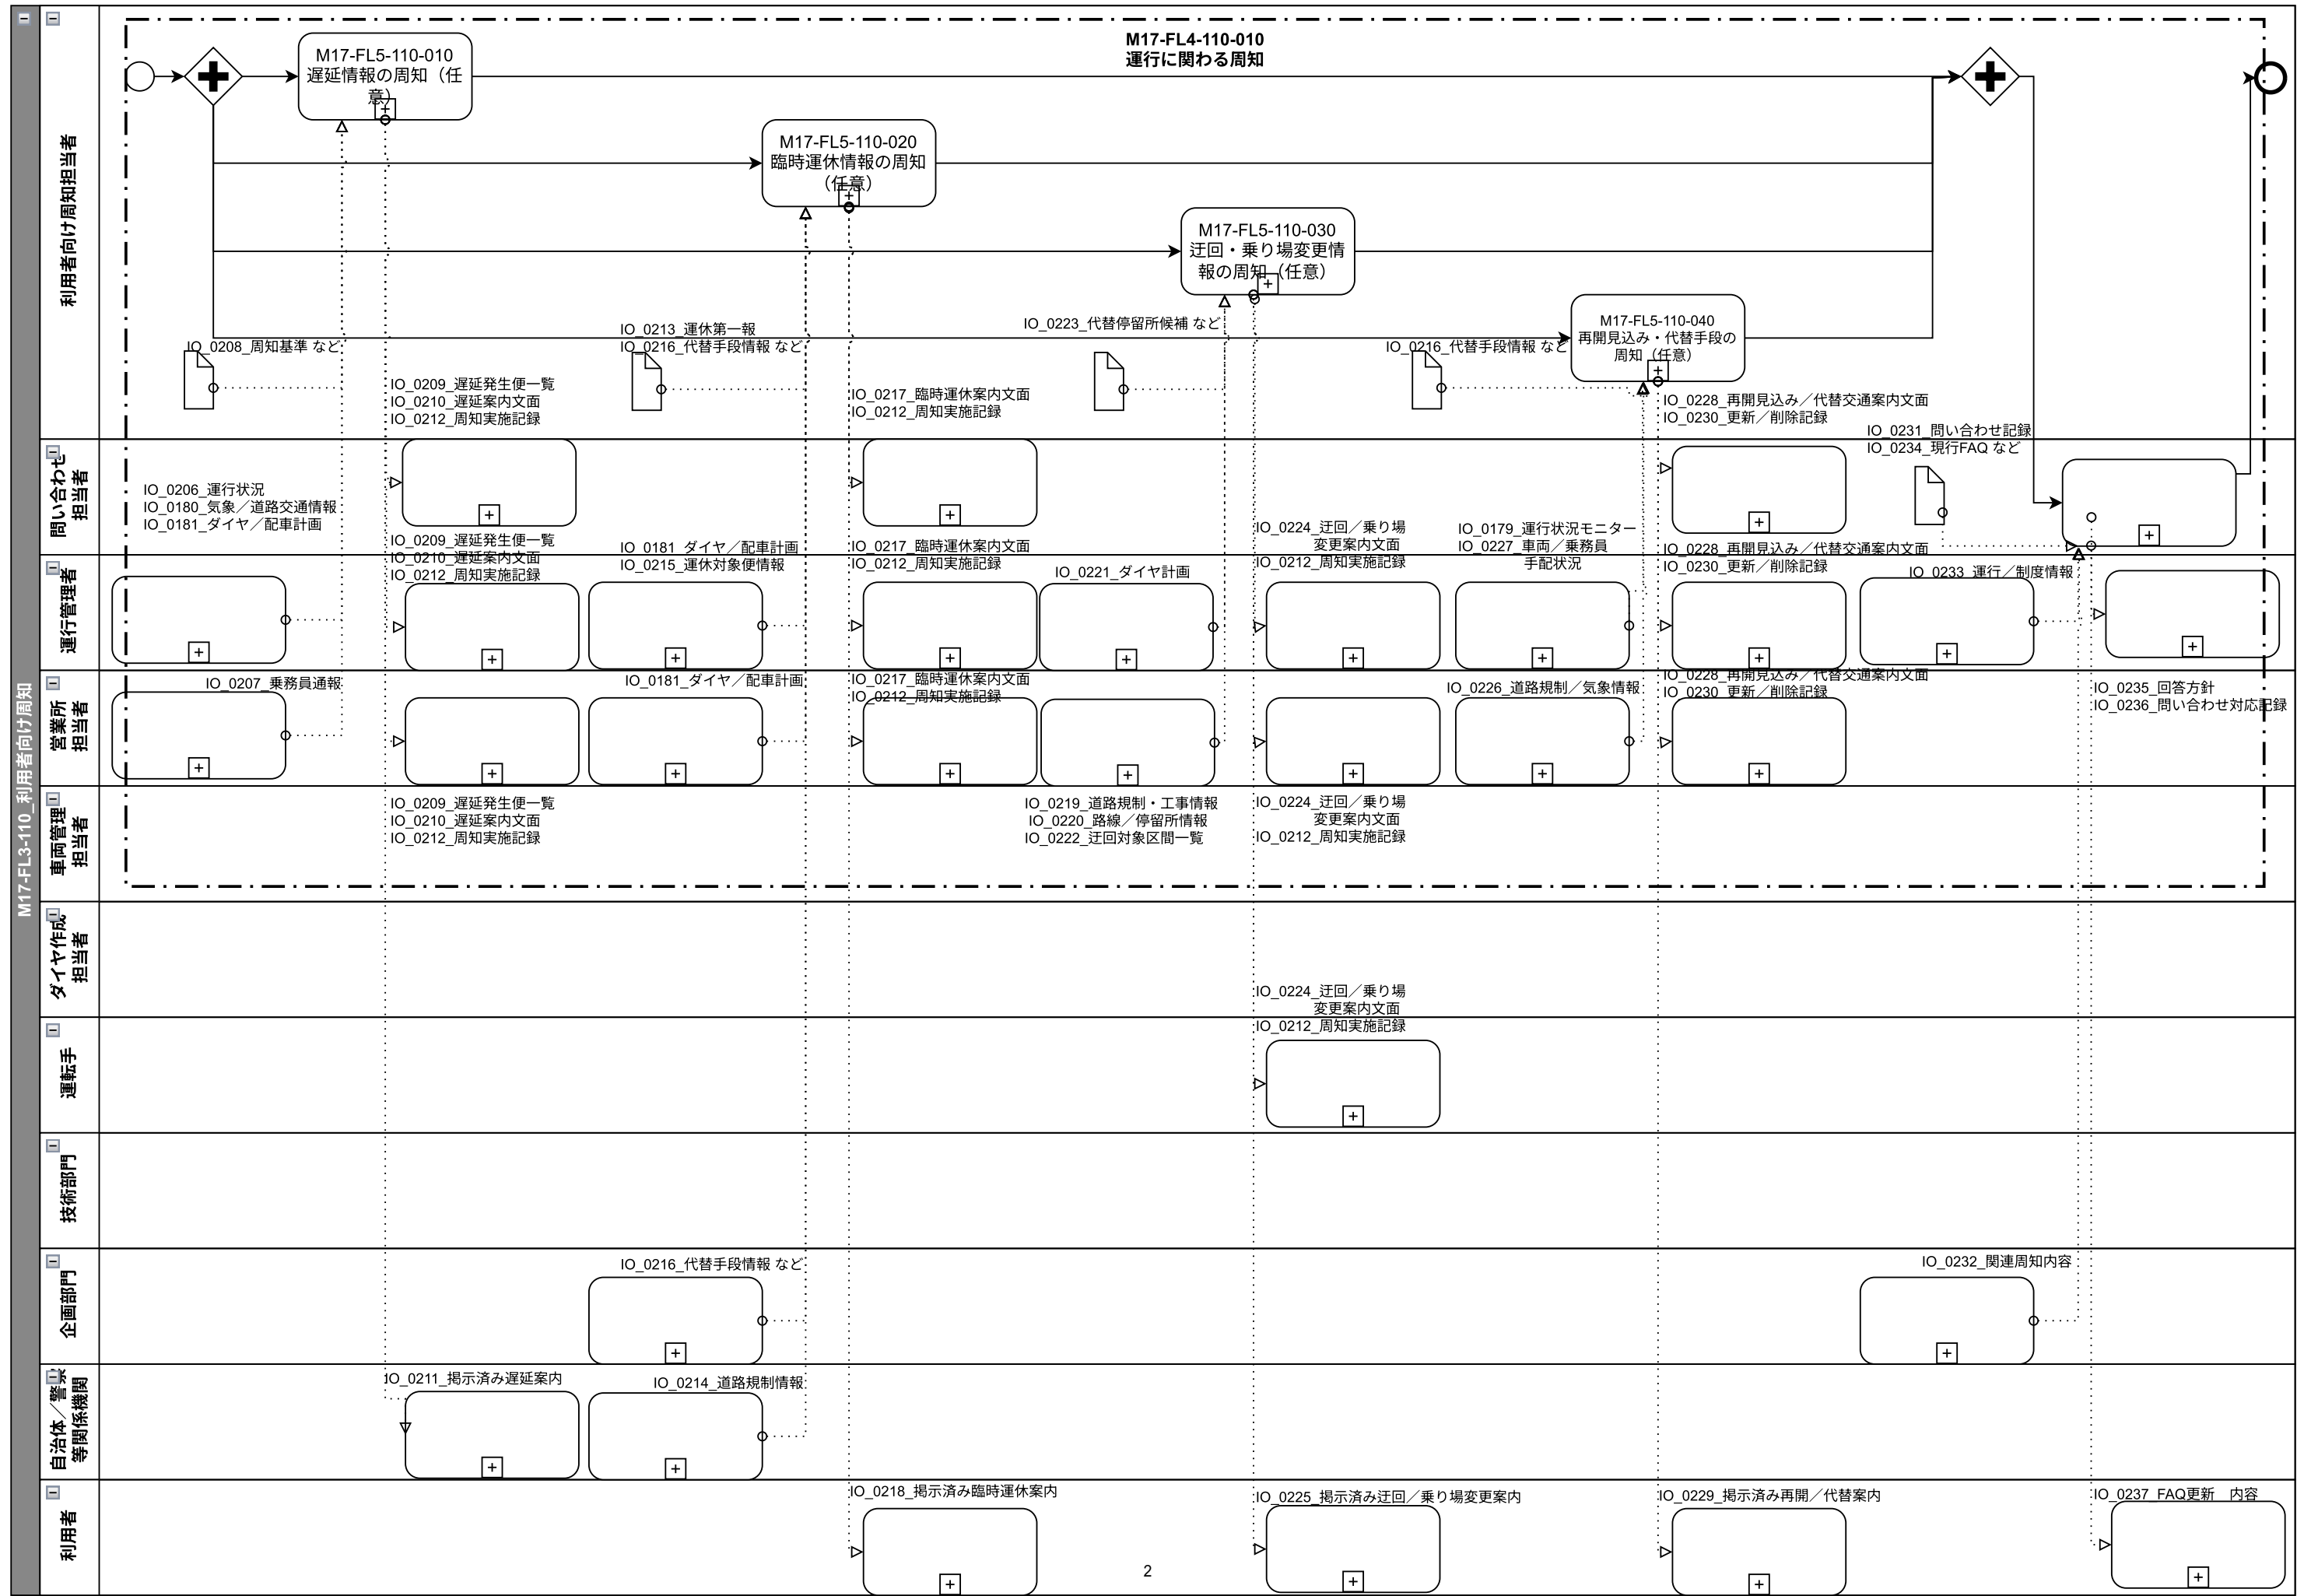 M17-FL3-110_利用者向け周知
M17-FL4-110-010
運行に関わる周知
利用者向け周知担当者
M17-FL5-110-010
遅延情報の周知（任
意）
M17-FL5-110-020
臨時運休情報の周知
（任意）
M17-FL5-110-030
迂回・乗り場変更情
報の周知（任意）
M17-FL5-110-040
再開見込み・代替手段の
周知（任意）
IO_0208_周知基準 など
IO_0213_運休第一報
IO_0216_代替手段情報 など
IO_0223_代替停留所候補 など
IO_0216_代替手段情報 など
IO_0209_遅延発生便一覧
IO_0210_遅延案内文面
IO_0212_周知実施記録
IO_0217_臨時運休案内文面
IO_0212_周知実施記録
IO_0228_再開見込み／代替交通案内文面
IO_0230_更新／削除記録
IO_0231_問い合わせ記録
IO_0234_現行FAQ など
問い合わせ
担当者
IO_0206_運行状況
IO_0180_気象／道路交通情報
IO_0181_ダイヤ／配車計画
IO_0209_遅延発生便一覧
IO_0210_遅延案内文面
IO_0212_周知実施記録
IO_0181_ダイヤ／配車計画
IO_0215_運休対象便情報
IO_0217_臨時運休案内文面
IO_0212_周知実施記録
IO_0221_ダイヤ計画
IO_0224_迂回／乗り場
変更案内文面
IO_0212_周知実施記録
IO_0179_運行状況モニター
IO_0227_車両／乗務員
手配状況
IO_0228_再開見込み／代替交通案内文面
IO_0230_更新／削除記録
IO_0233_運行／制度情報
運行管理者
営業所
担当者
IO_0207_乗務員通報
IO_0181_ダイヤ／配車計画
IO_0217_臨時運休案内文面
IO_0212_周知実施記録
IO_0226_道路規制／気象情報
IO_0228_再開見込み／代替交通案内文面
IO_0230_更新／削除記録
IO_0235_回答方針
IO_0236_問い合わせ対応記録
車両管理
担当者
IO_0209_遅延発生便一覧
IO_0210_遅延案内文面
IO_0212_周知実施記録
IO_0219_道路規制・工事情報
IO_0220_路線／停留所情報
IO_0222_迂回対象区間一覧
IO_0224_迂回／乗り場
変更案内文面
IO_0212_周知実施記録
ダイヤ作成
担当者
IO_0224_迂回／乗り場
変更案内文面
IO_0212_周知実施記録
運転手
技術部門
企画部門
IO_0216_代替手段情報 など
IO_0232_関連周知内容
自治体／警察
等関係機関
IO_0211_掲示済み遅延案内
IO_0214_道路規制情報
利用者
IO_0218_掲示済み臨時運休案内
IO_0225_掲示済み迂回／乗り場変更案内
IO_0229_掲示済み再開／代替案内
IO_0237_FAQ更新　内容
2